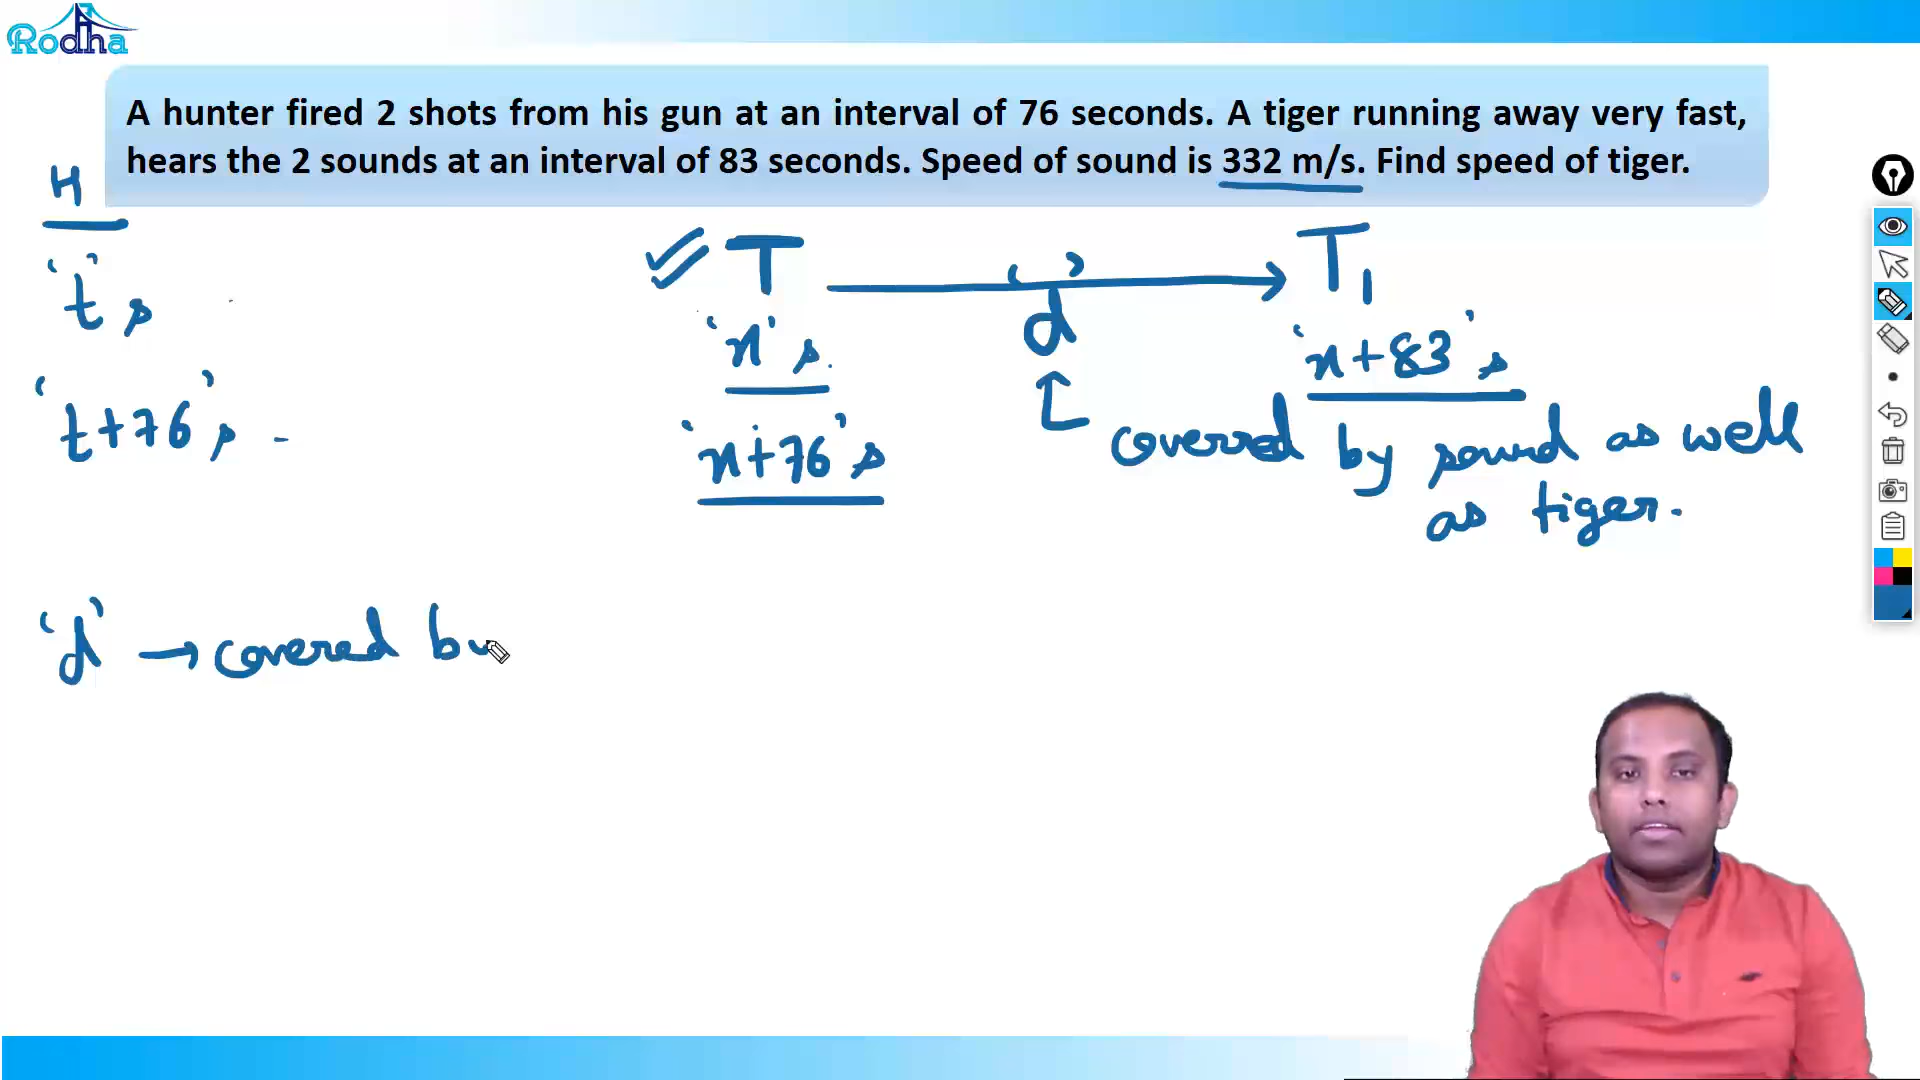 Rodha
A hunter fired 2 shots from his gun at an interval of 76 seconds. A tiger running away very fast,
hears the 2 sounds at an interval of 83 seconds. Speed of sound is 332 m/s. Find speed of tiger.
H
T
T1
't' s
'x' s.
d
'x+83' s
't+76' s -
'x+76' s
coverred by sound as well
as tiger.
'd' → covered by